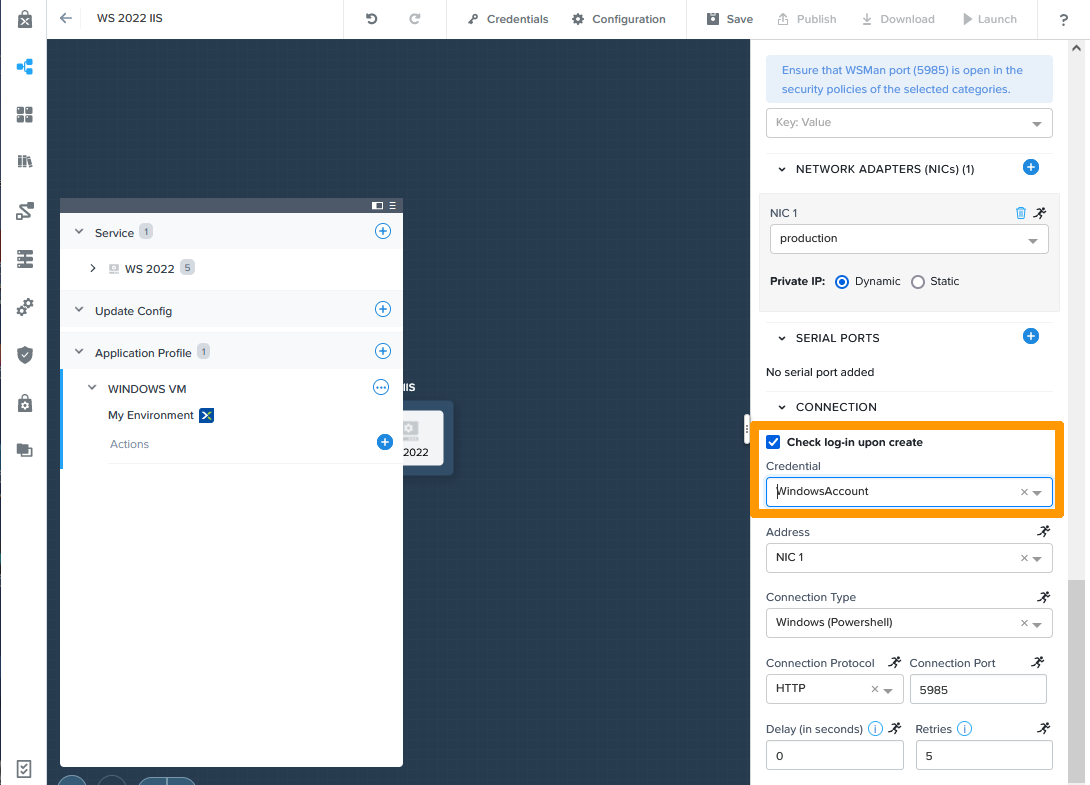 WS 2022 IIS
Credentials
Configuration
Save
Publish
Download
Launch
?
Service 1
WS 2022 5
Update Config
Application Profile 1
WINDOWS VM
My Environment
Actions
IIS
2022
Ensure that WSMan port (5985) is open in the
security policies of the selected categories.
Key: Value
NETWORK ADAPTERS (NICs) (1)
NIC 1
production
Private IP: Dynamic Static
SERIAL PORTS
No serial port added
CONNECTION
Check log-in upon create
Credential
WindowsAccount
Address
NIC 1
Connection Type
Windows (Powershell)
Connection Protocol Connection Port
HTTP 5985
Delay (in seconds) Retries
0 5